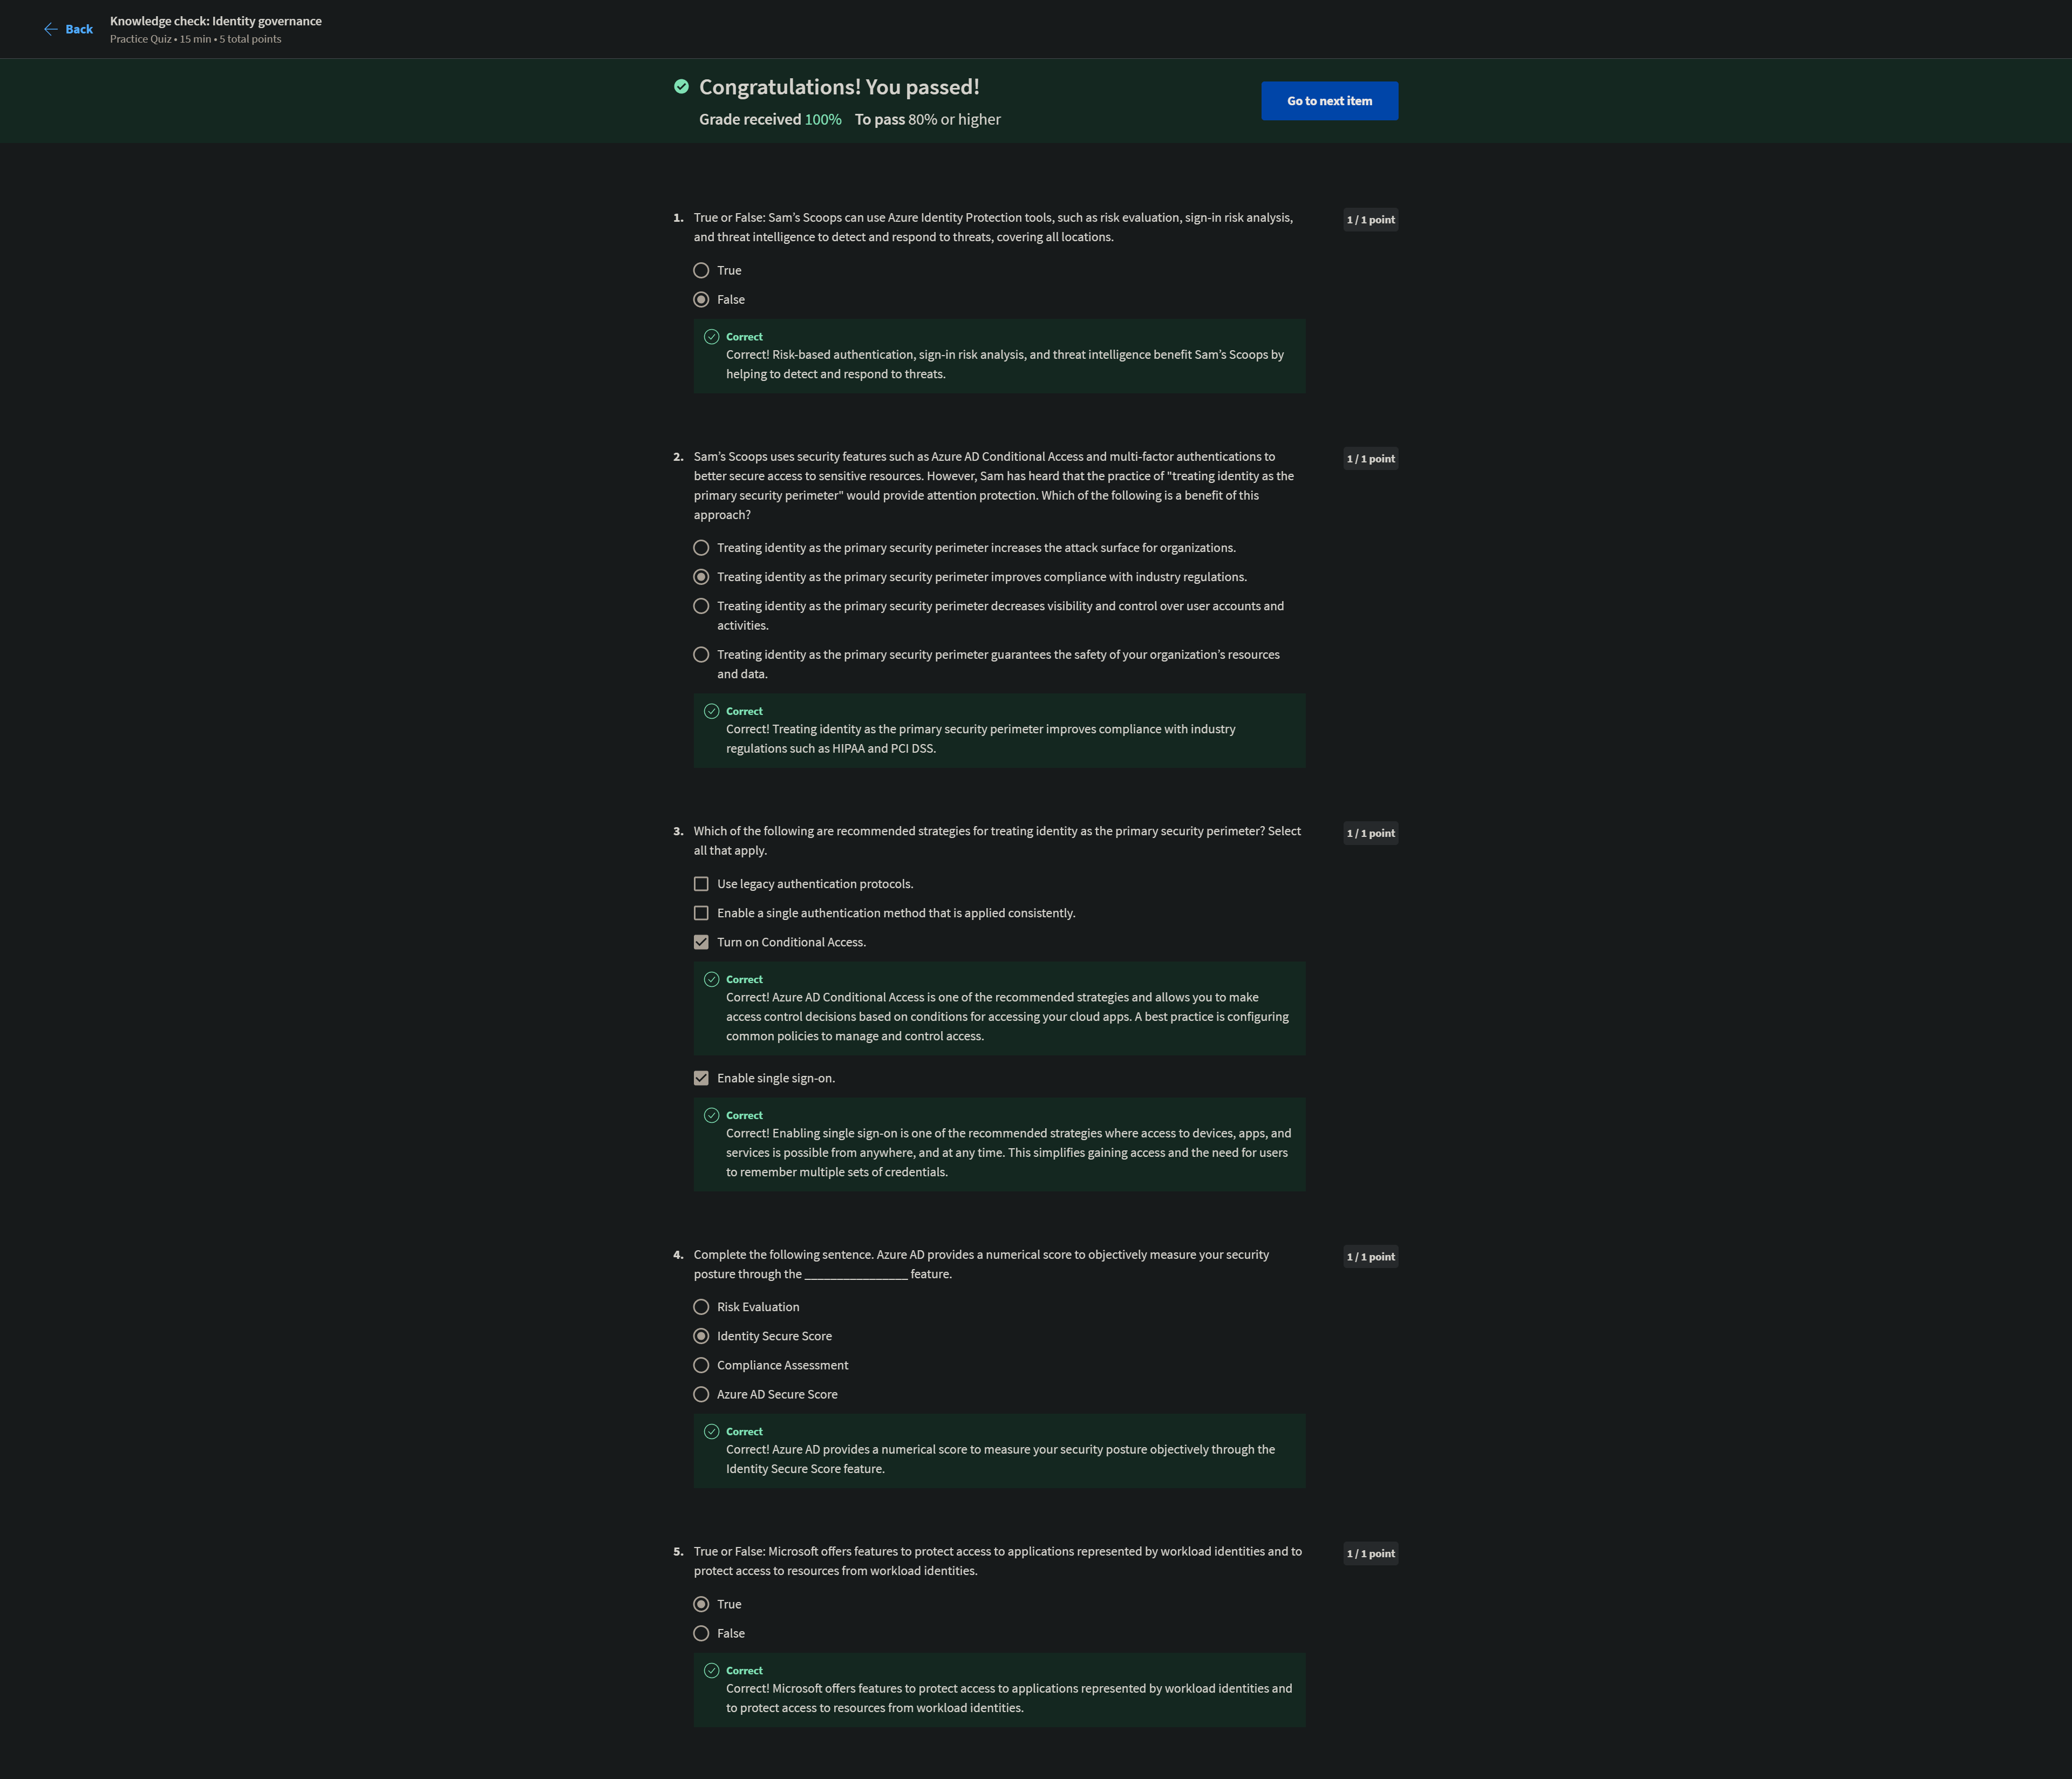 Back
Knowledge check: Identity governance
Practice Quiz • 15 min • 5 total points
Congratulations! You passed!
Grade received 100% To pass 80% or higher
Go to next item
1. True or False: Sam’s Scoops can use Azure Identity Protection tools, such as risk evaluation, sign-in risk analysis,
and threat intelligence to detect and respond to threats, covering all locations.
1 / 1 point
True
False
Correct
Correct! Risk-based authentication, sign-in risk analysis, and threat intelligence benefit Sam’s Scoops by
helping to detect and respond to threats.
2. Sam’s Scoops uses security features such as Azure AD Conditional Access and multi-factor authentications to
better secure access to sensitive resources. However, Sam has heard that the practice of "treating identity as the
primary security perimeter" would provide attention protection. Which of the following is a benefit of this
approach?
1 / 1 point
Treating identity as the primary security perimeter increases the attack surface for organizations.
Treating identity as the primary security perimeter improves compliance with industry regulations.
Treating identity as the primary security perimeter decreases visibility and control over user accounts and
activities.
Treating identity as the primary security perimeter guarantees the safety of your organization’s resources
and data.
Correct
Correct! Treating identity as the primary security perimeter improves compliance with industry
regulations such as HIPAA and PCI DSS.
3. Which of the following are recommended strategies for treating identity as the primary security perimeter? Select
all that apply.
1 / 1 point
Use legacy authentication protocols.
Enable a single authentication method that is applied consistently.
Turn on Conditional Access.
Correct
Correct! Azure AD Conditional Access is one of the recommended strategies and allows you to make
access control decisions based on conditions for accessing your cloud apps. A best practice is configuring
common policies to manage and control access.
Enable single sign-on.
Correct
Correct! Enabling single sign-on is one of the recommended strategies where access to devices, apps, and
services is possible from anywhere, and at any time. This simplifies gaining access and the need for users
to remember multiple sets of credentials.
4. Complete the following sentence. Azure AD provides a numerical score to objectively measure your security
posture through the ________________ feature.
1 / 1 point
Risk Evaluation
Identity Secure Score
Compliance Assessment
Azure AD Secure Score
Correct
Correct! Azure AD provides a numerical score to measure your security posture objectively through the
Identity Secure Score feature.
5. True or False: Microsoft offers features to protect access to applications represented by workload identities and to
protect access to resources from workload identities.
1 / 1 point
True
False
Correct
Correct! Microsoft offers features to protect access to applications represented by workload identities and
to protect access to resources from workload identities.